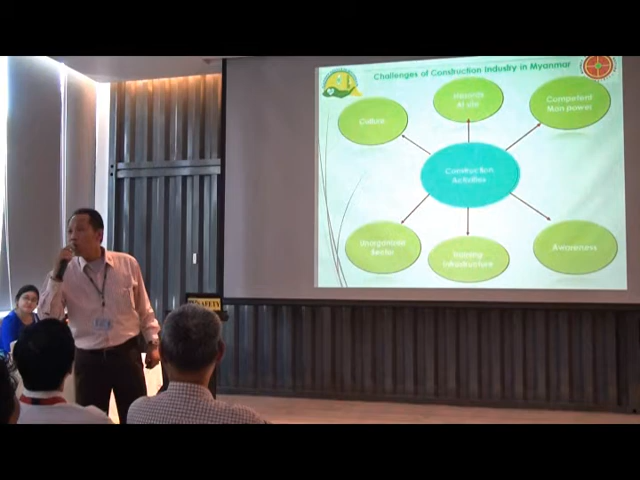 Challenges of Construction Industry in Myanmar
Culture
at site
Competent
Man power
Construction
Activities
Unorganized
Sector
Training
Infrastructure
Awareness
SAFETY